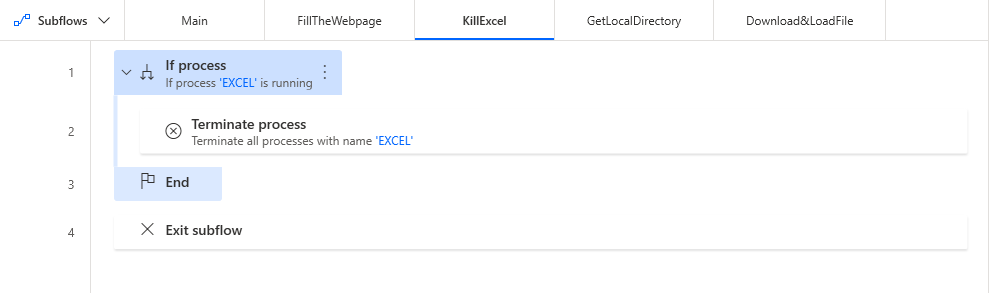 Subflows Main FillTheWebpage KillExcel GetLocalDirectory Download&LoadFile
1 If process
If process 'EXCEL' is running
2 Terminate process
Terminate all processes with name 'EXCEL'
3 End
4 Exit subflow